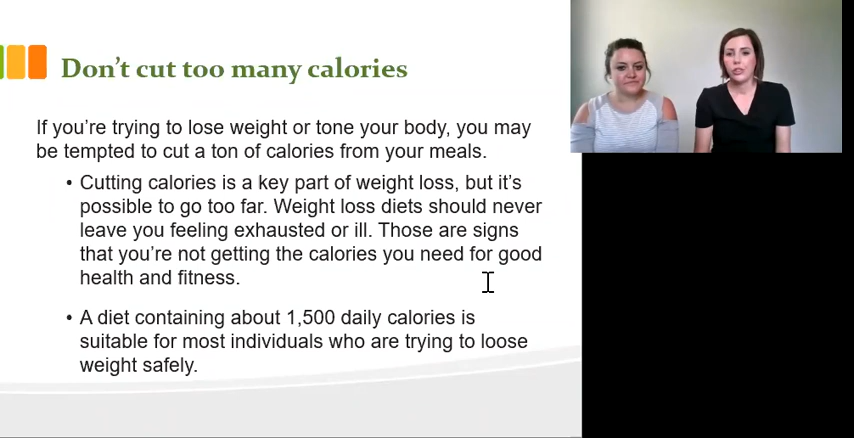 Don't cut too many calories
If you're trying to lose weight or tone your body, you may
be tempted to cut a ton of calories from your meals.
• Cutting calories is a key part of weight loss, but it's
possible to go too far. Weight loss diets should never
leave you feeling exhausted or ill. Those are signs
that you're not getting the calories you need for good
health and fitness.
• A diet containing about 1,500 daily calories is
suitable for most individuals who are trying to loose
weight safely.